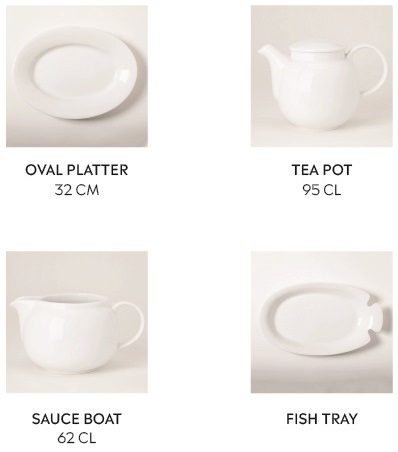 OVAL PLATTER
32 CM
TEA POT
95 CL
SAUCE BOAT
62 CL
FISH TRAY